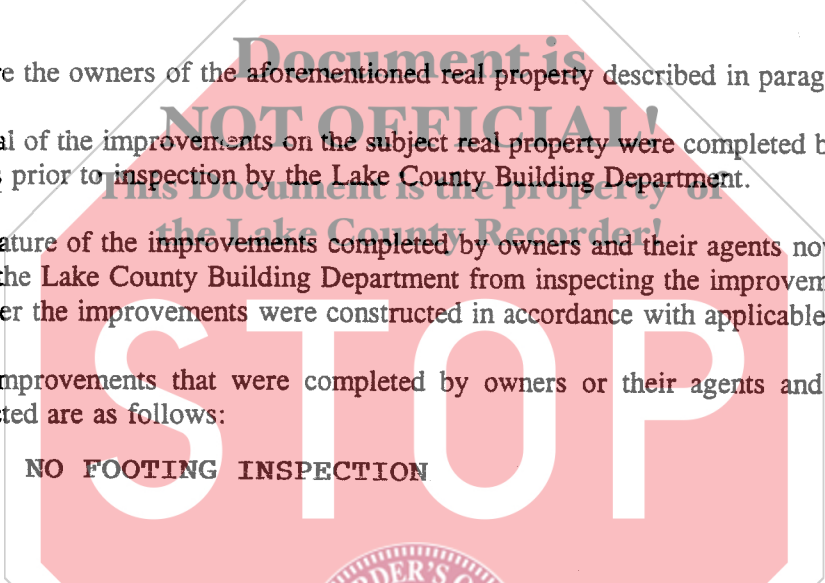 Document is
e the owners of the aforementioned real property described in parag
NOT OFFICIAL!
al of the improvements on the subject real property were completed b
prior to inspection by the Lake County Building Department.
This Document is the property of
the Lake County Recorder!
ature of the improvements completed by owners and their agents no
the Lake County Building Department from inspecting the improvem
er the improvements were constructed in accordance with applicable
STOP
mprovements that were completed by owners or their agents and
ted are as follows:
NO FOOTING INSPECTION
DER'S O